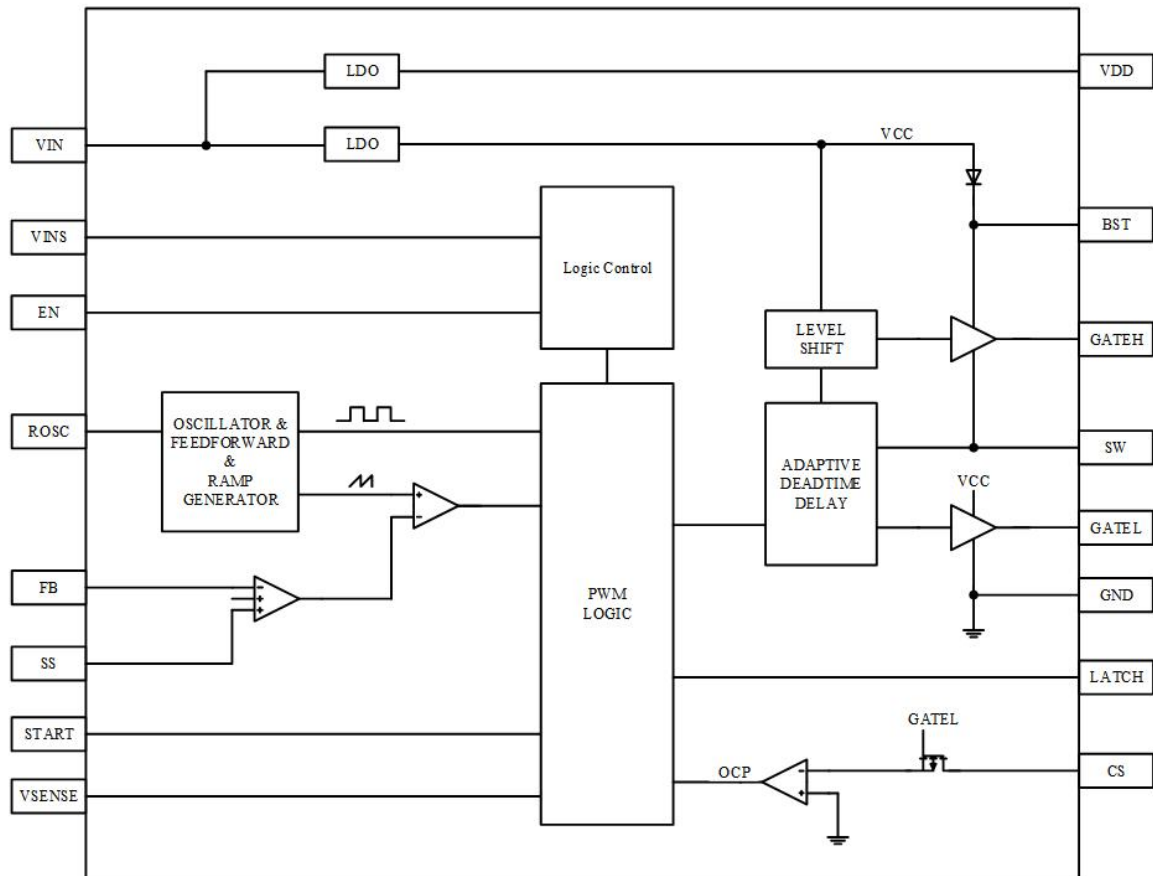 LDO
VDD
VIN
LDO
VCC
VINS
BST
Logic Control
EN
LEVEL
SHIFT
GATEH
ROSC
OSCILLATOR &
FEEDFORWARD
&
RAMP
GENERATOR
ADAPTIVE
DEADTIME
DELAY
SW
VCC
+
-
GATEL
FB
-
+
+
PWM
LOGIC
GND
SS
LATCH
START
GATEL
OCP
-
+
CS
VSENSE